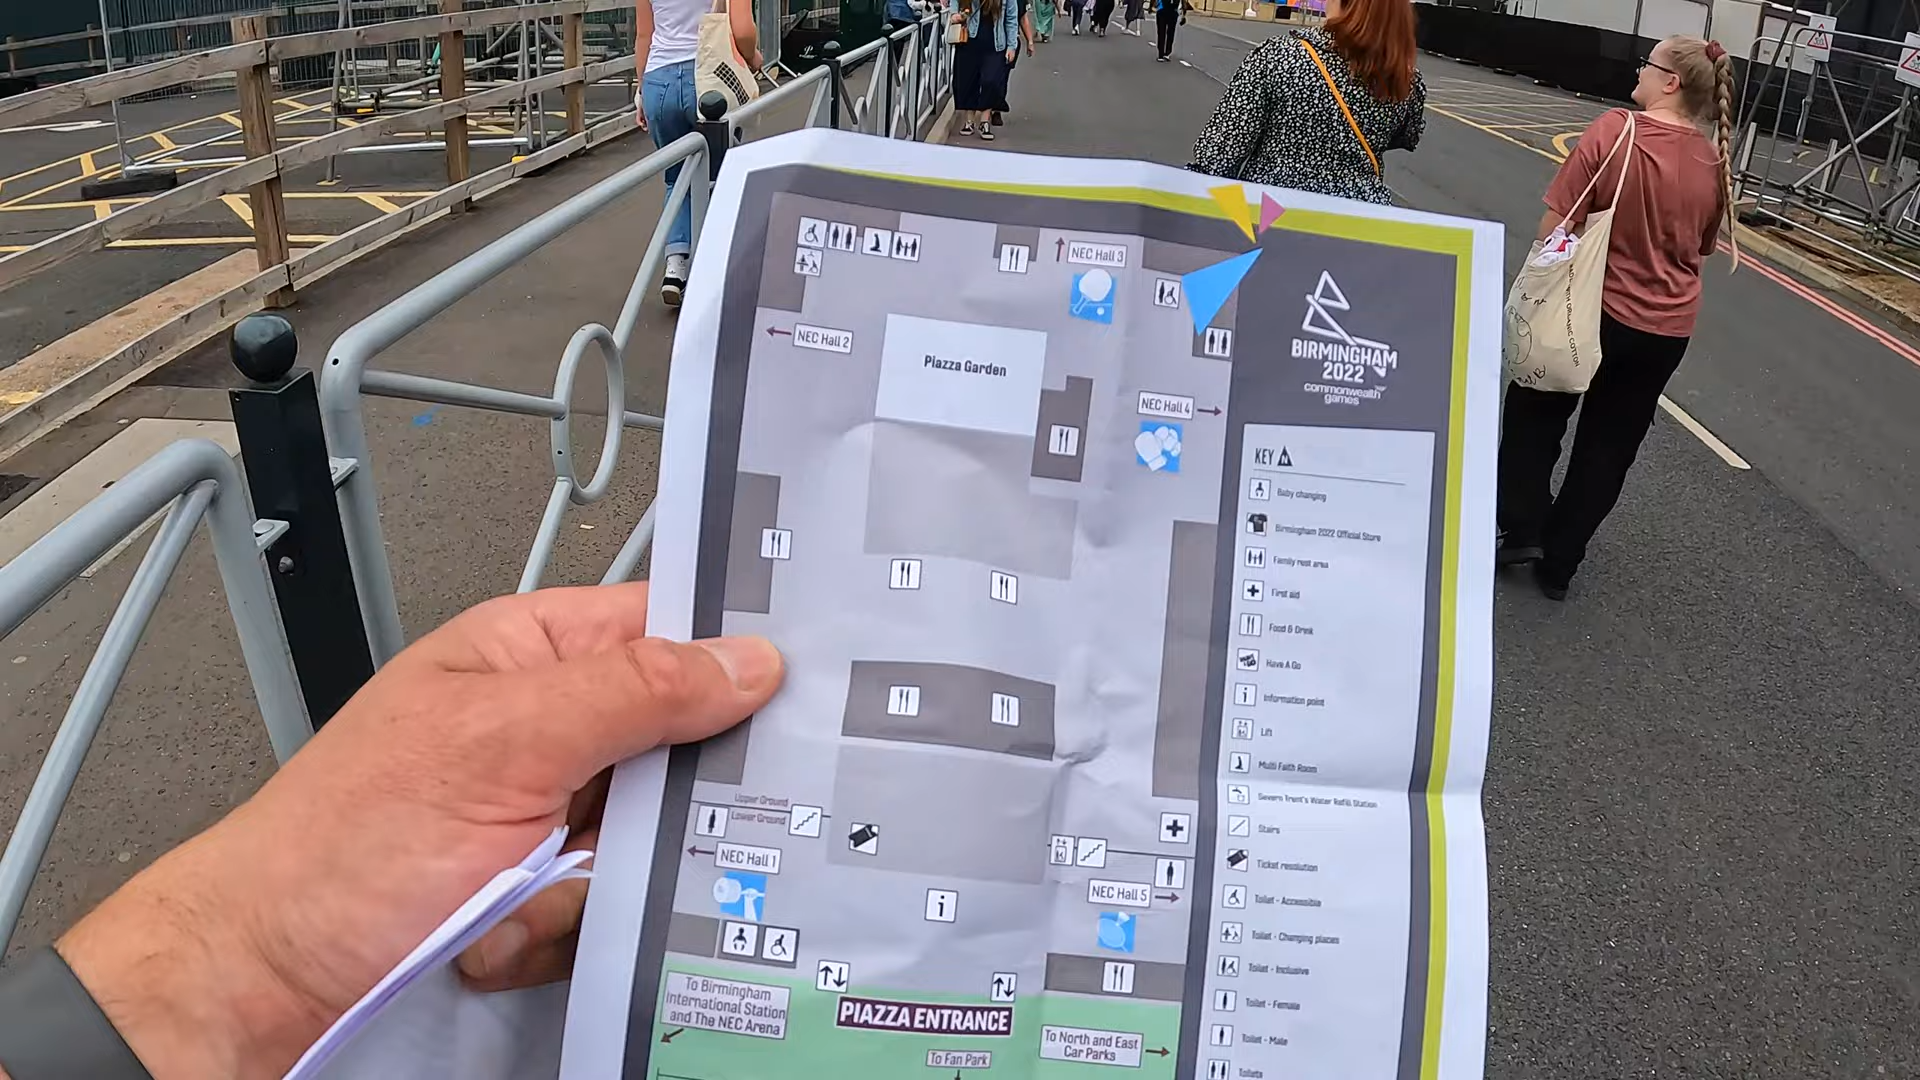 NEC Hall 3
NEC Hall 2
Piazza Garden
NEC Hall 4
Upper Ground
Lower Ground
NEC Hall 1
NEC Hall 5
i
To Birmingham
International Station
and The NEC Arena
PIAZZA ENTRANCE
To North and East
Car Parks
To Fan Park
BIRMINGHAM
2022
commonwealth
games
KEY
Baby changing
Birmingham 2022 Official Store
Family rest area
First aid
Food & Drink
Have A Go
i
Information point
Lift
Multi Faith Room
Severn Trent's Water Refill Station
Stairs
Ticket resolution
Toilet - Accessible
Toilet - Changing places
Toilet - Inclusive
Toilet - Female
Toilet - Male
Toilets
WITH ORGANIC COTTON